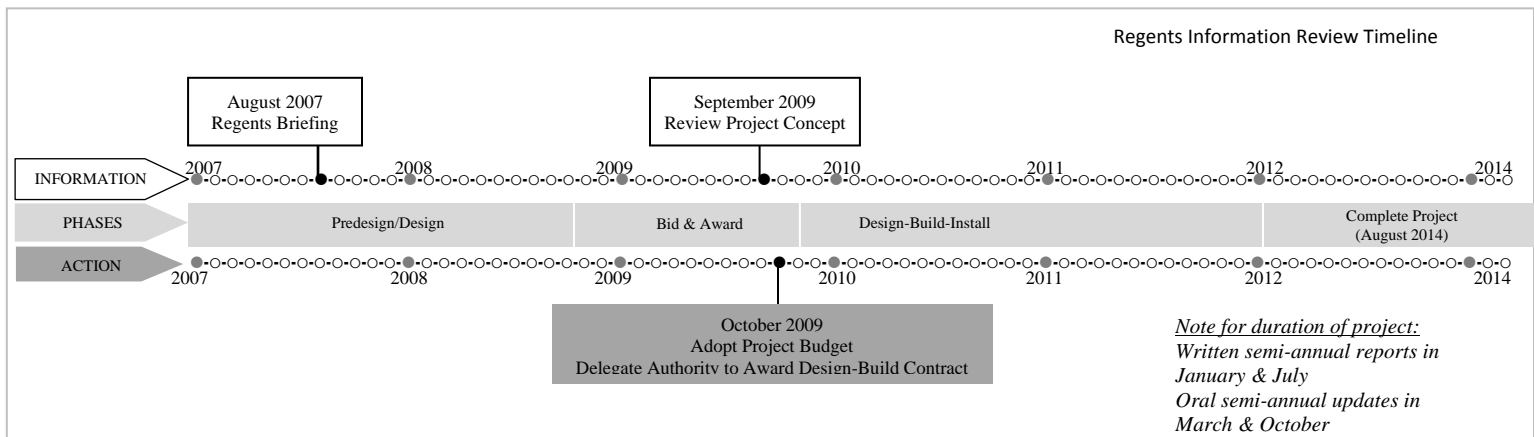 Regents Information Review Timeline
August 2007
Regents Briefing
September 2009
Review Project Concept
2007 2008 2009 2010 2011 2012 2014
INFORMATION
PHASES Predesign/Design Bid & Award Design-Build-Install Complete Project
(August 2014)
ACTION
2007 2008 2009 2010 2011 2012 2014
October 2009
Adopt Project Budget
Delegate Authority to Award Design-Build Contract
Note for duration of project:
Written semi-annual reports in
January & July
Oral semi-annual updates in
March & October